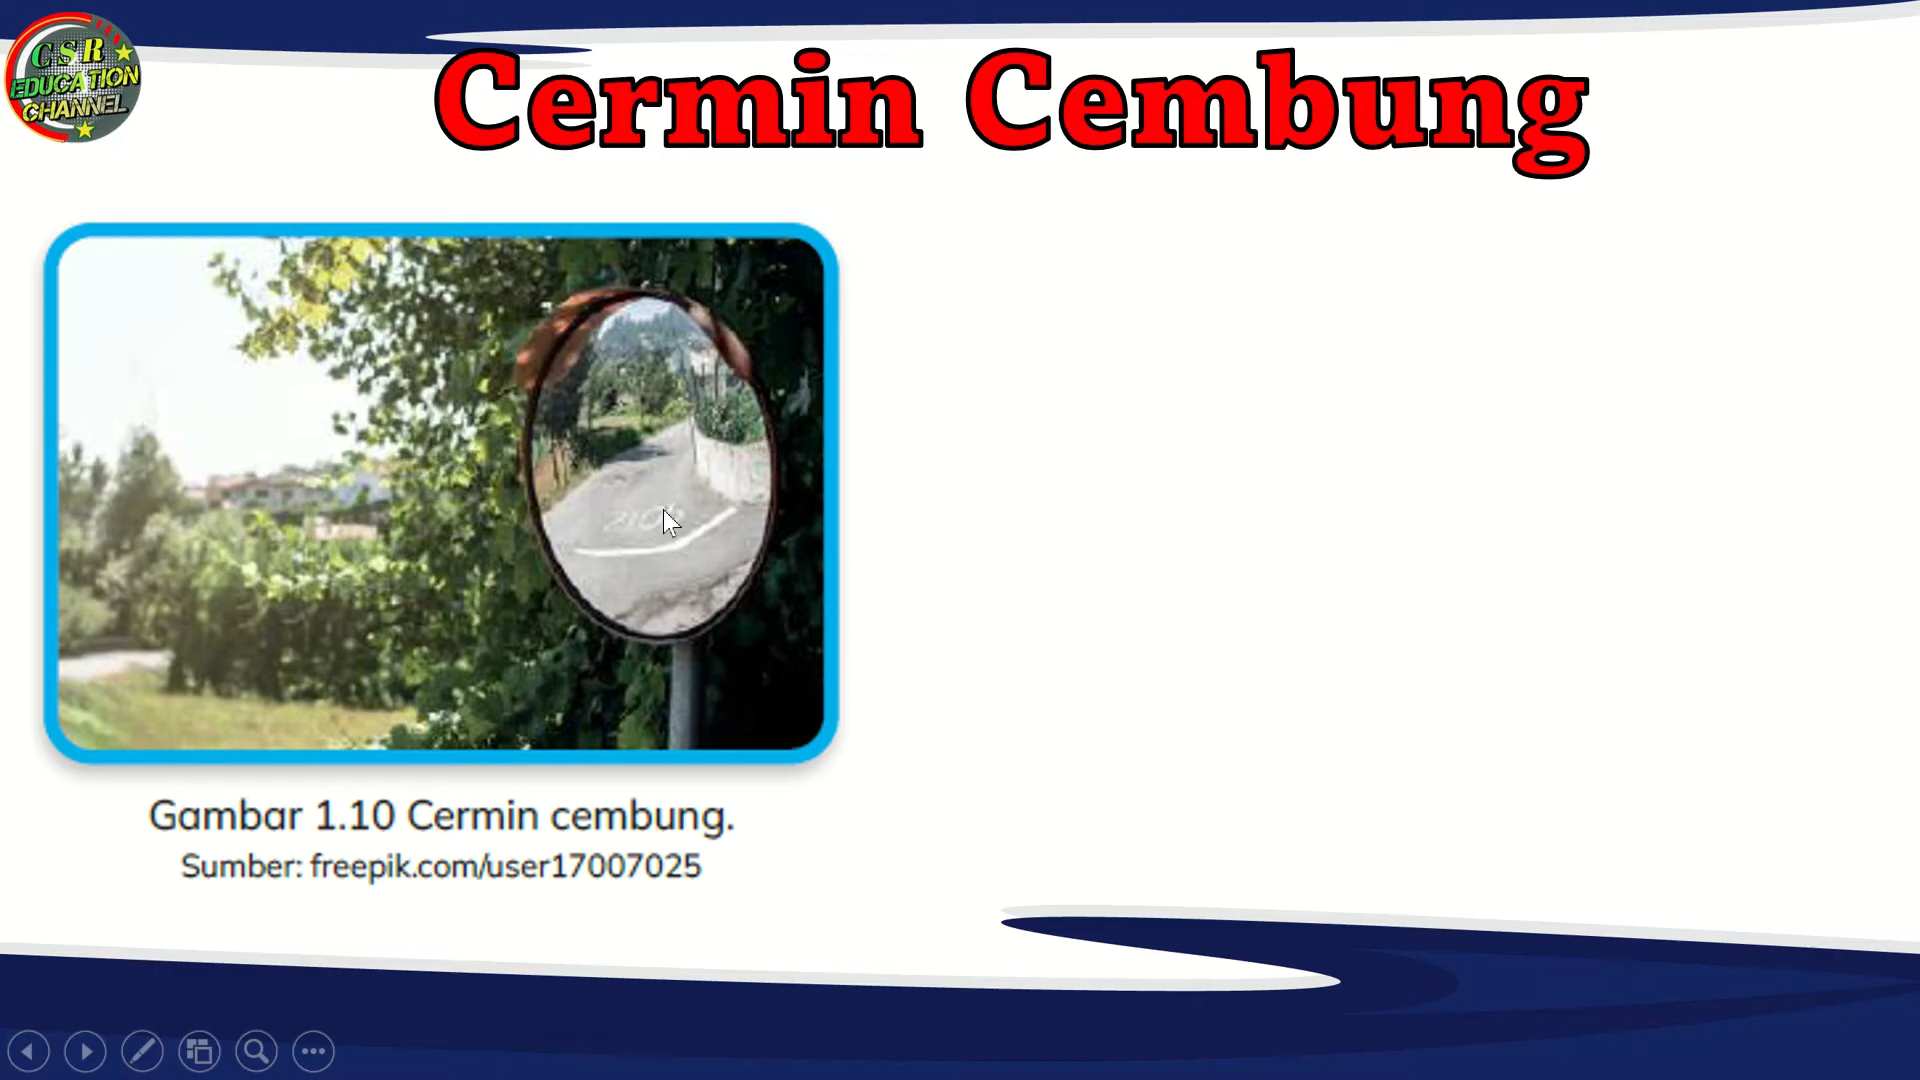 CSR
EDUCATION
CHANNEL
Cermin Cembung
Gambar 1.10 Cermin cembung.
Sumber: freepik.com/user17007025